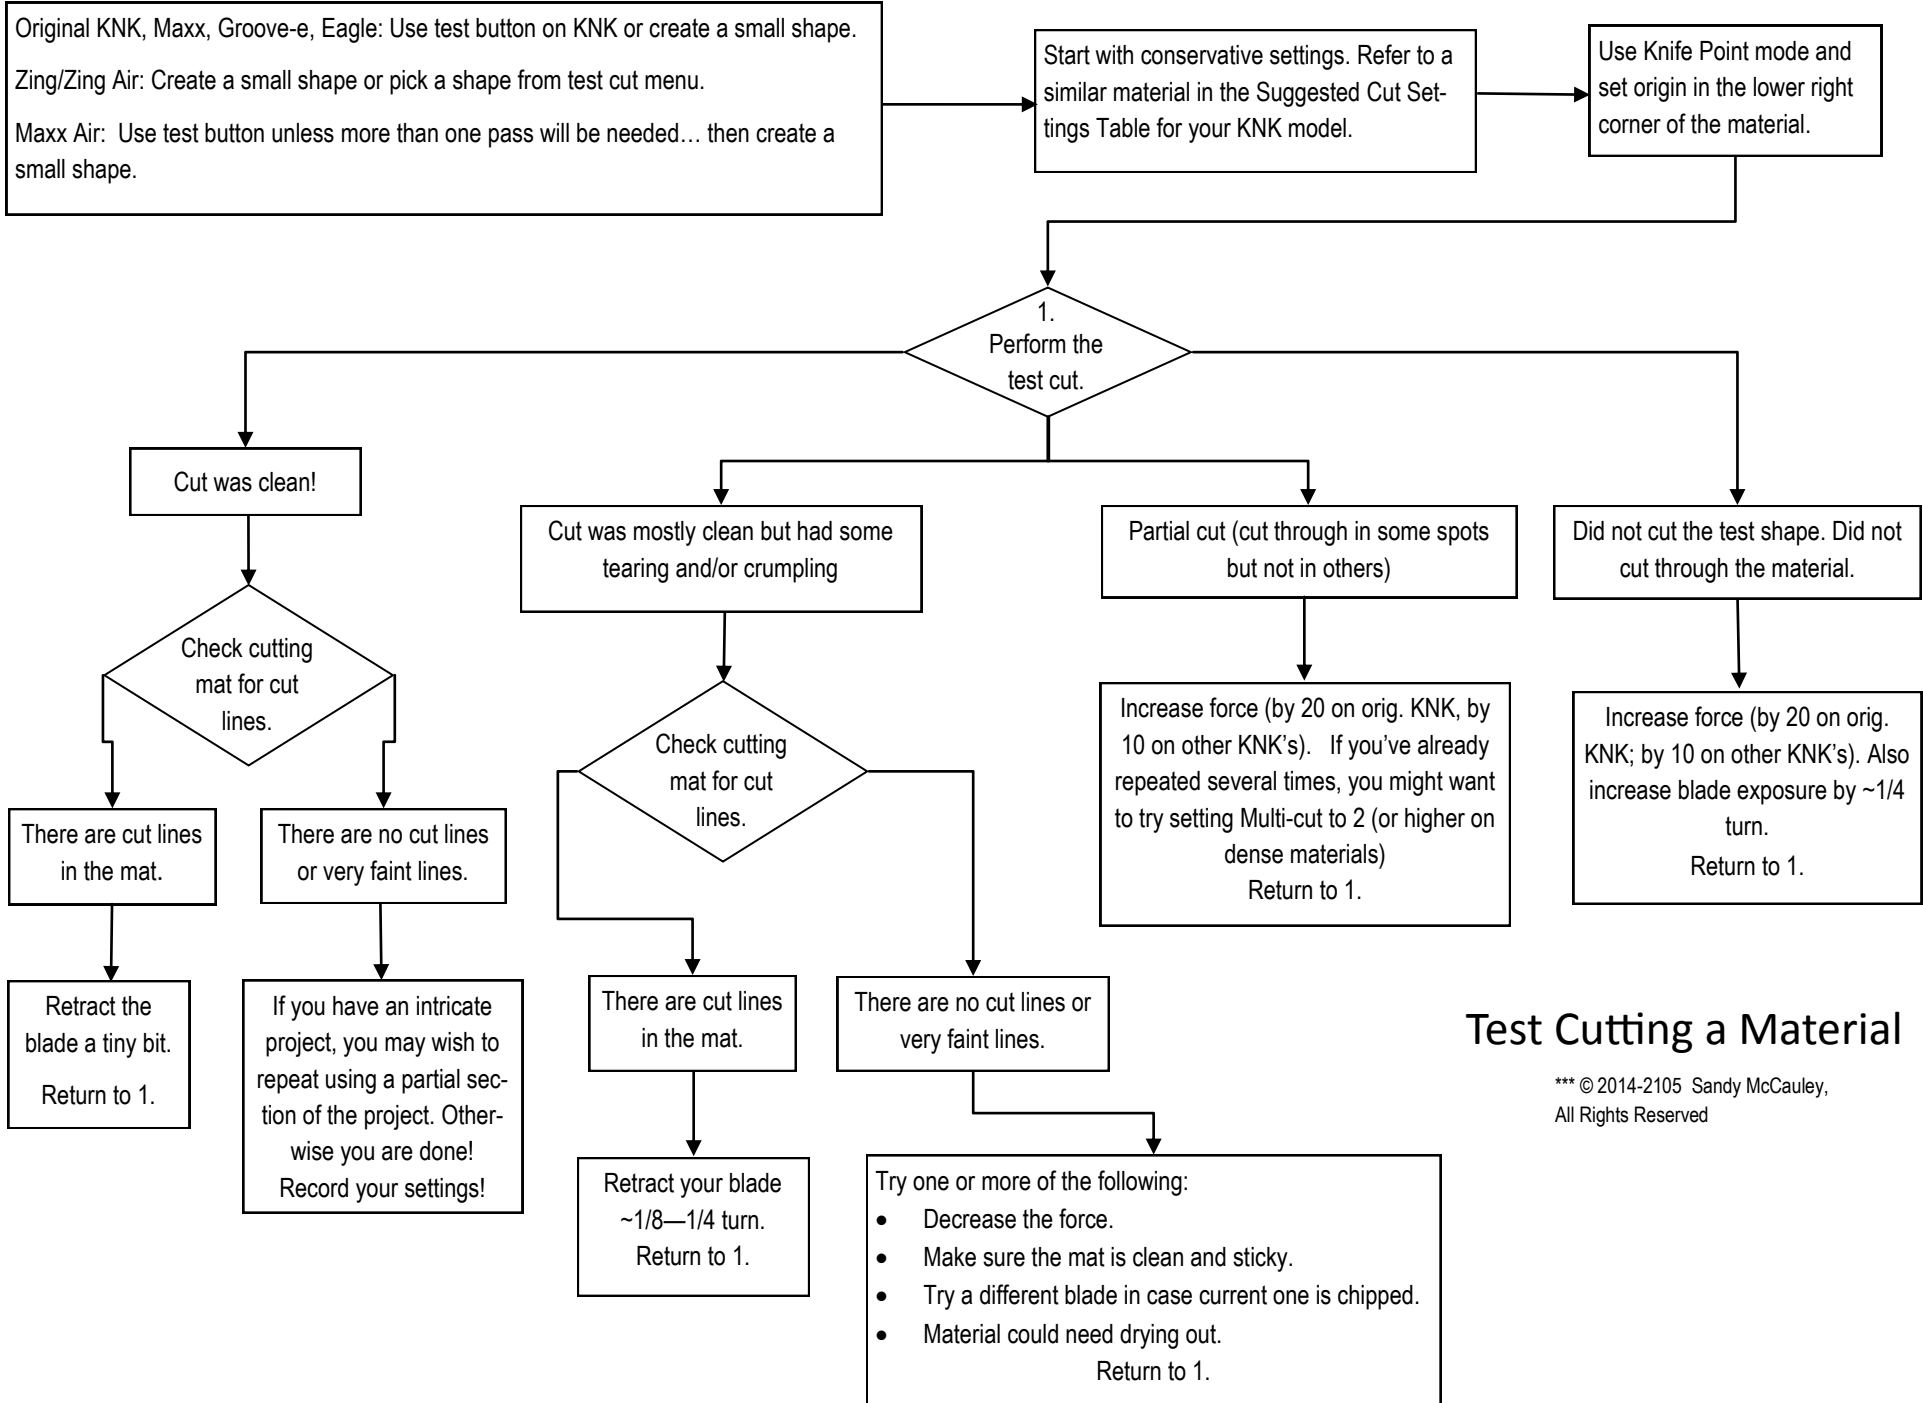 Original KNK, Maxx, Groove-e, Eagle: Use test button on KNK or create a small shape.
Zing/Zing Air: Create a small shape or pick a shape from test cut menu.
Maxx Air:  Use test button unless more than one pass will be needed… then create a
small shape.
Start with conservative settings. Refer to a
similar material in the Suggested Cut Set-
tings Table for your KNK model.
Use Knife Point mode and
set origin in the lower right
corner of the material.
1.
Perform the
test cut.
Cut was clean!
Check cutting
mat for cut
lines.
There are cut lines
in the mat.
Retract the
blade a tiny bit.
Return to 1.
There are no cut lines
or very faint lines.
If you have an intricate
project, you may wish to
repeat using a partial sec-
tion of the project. Other-
wise you are done!
Record your settings!
Cut was mostly clean but had some
tearing and/or crumpling
Check cutting
mat for cut
lines.
There are cut lines
in the mat.
Retract your blade
~1/8—1/4 turn.
Return to 1.
There are no cut lines or
very faint lines.
Try one or more of the following:
• Decrease the force.
• Make sure the mat is clean and sticky.
• Try a different blade in case current one is chipped.
• Material could need drying out.
Return to 1.
Partial cut (cut through in some spots
but not in others)
Increase force (by 20 on orig. KNK, by
10 on other KNK’s).   If you’ve already
repeated several times, you might want
to try setting Multi-cut to 2 (or higher on
dense materials)
Return to 1.
Did not cut the test shape. Did not
cut through the material.
Increase force (by 20 on orig.
KNK; by 10 on other KNK’s). Also
increase blade exposure by ~1/4
turn.
Return to 1.
Test Cutting a Material
*** © 2014-2105  Sandy McCauley,
All Rights Reserved